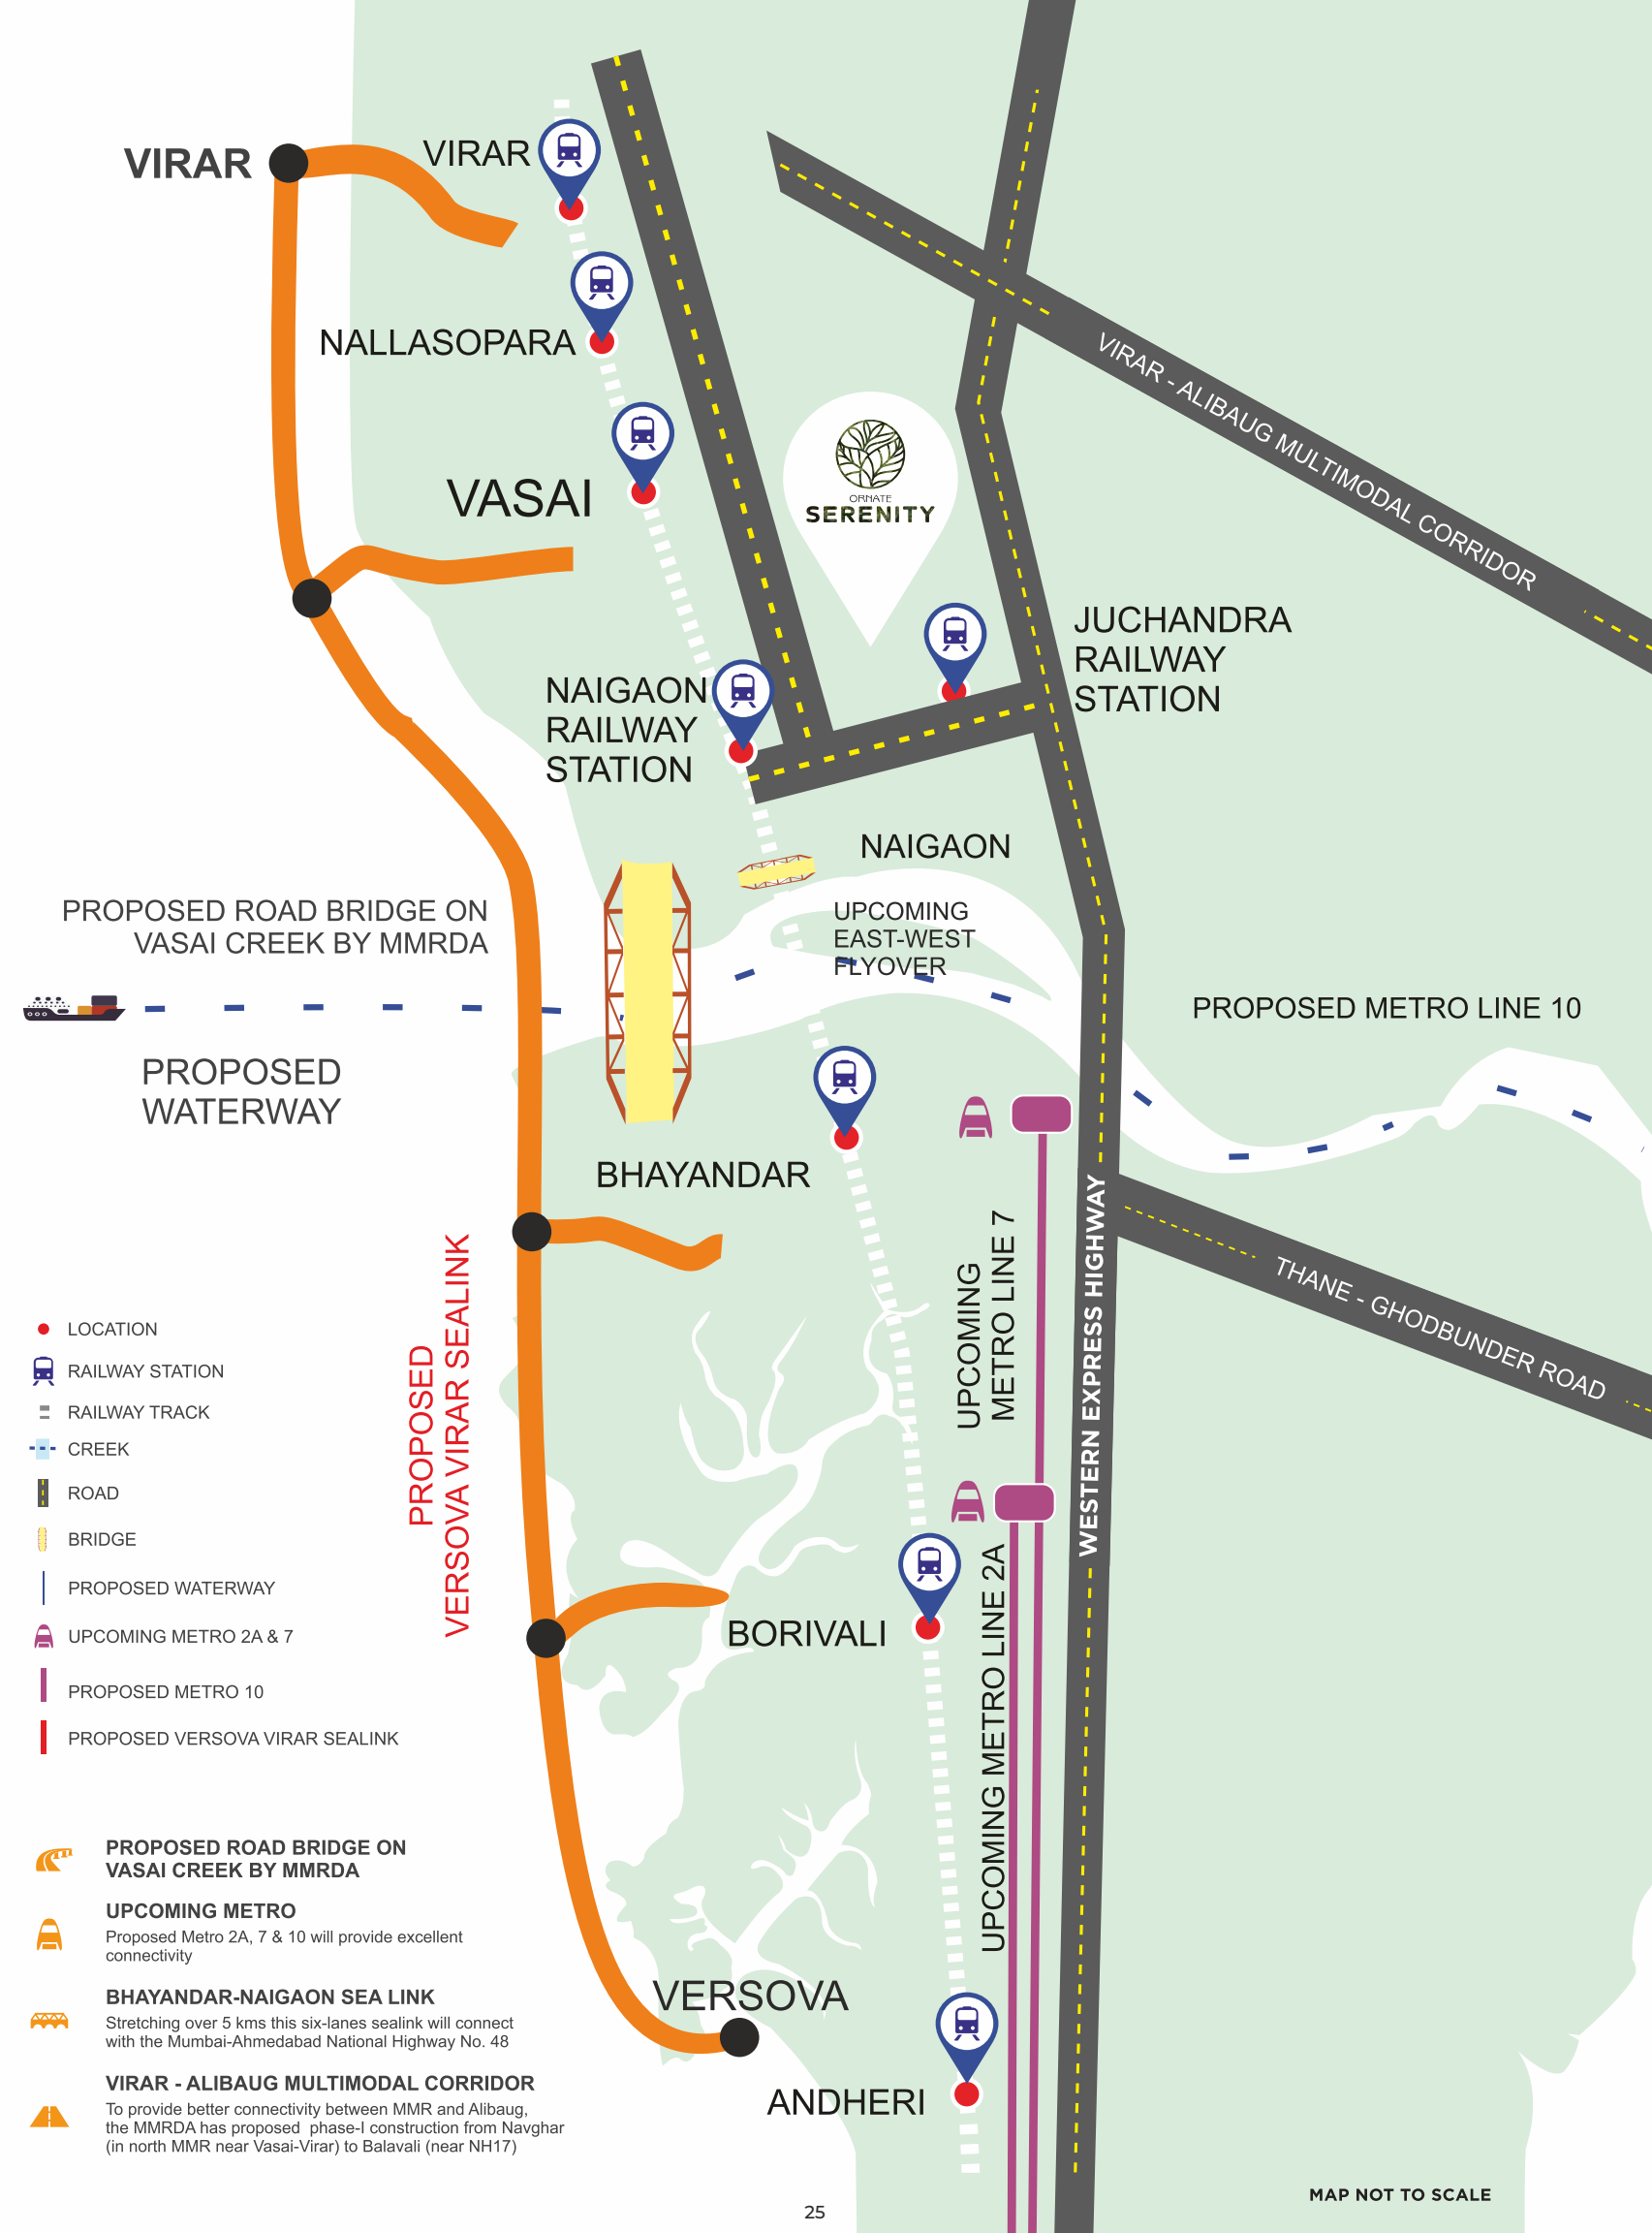 VIRAR
VIRAR
NALLASOPARA
VASAI
ORNATE
SERENITY
VIRAR - ALIBAUG MULTIMODAL CORRIDOR
JUCHANDRA
RAILWAY
STATION
NAIGAON
RAILWAY
STATION
NAIGAON
UPCOMING
EAST-WEST
FLYOVER
PROPOSED ROAD BRIDGE ON
VASAI CREEK BY MMRDA
PROPOSED
WATERWAY
PROPOSED METRO LINE 10
BHAYANDAR
UPCOMING
METRO LINE 7
WESTERN EXPRESS HIGHWAY
THANE - GHODBUNDER ROAD
PROPOSED
VERSOVA VIRAR SEALINK
BORIVALI
UPCOMING METRO LINE 2A
VERSOVA
ANDHERI
LOCATION
RAILWAY STATION
RAILWAY TRACK
CREEK
ROAD
BRIDGE
PROPOSED WATERWAY
UPCOMING METRO 2A & 7
PROPOSED METRO 10
PROPOSED VERSOVA VIRAR SEALINK
PROPOSED ROAD BRIDGE ON
VASAI CREEK BY MMRDA
UPCOMING METRO
Proposed Metro 2A, 7 & 10 will provide excellent
connectivity
BHAYANDAR-NAIGAON SEA LINK
Stretching over 5 kms this six-lanes sealink will connect
with the Mumbai-Ahmedabad National Highway No. 48
VIRAR - ALIBAUG MULTIMODAL CORRIDOR
To provide better connectivity between MMR and Alibaug,
the MMRDA has proposed phase-I construction from Navghar
(in north MMR near Vasai-Virar) to Balavali (near NH17)
MAP NOT TO SCALE
25